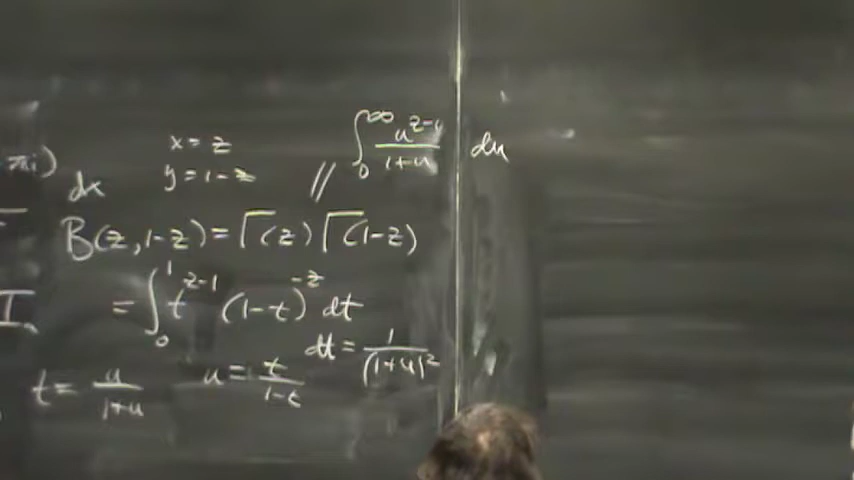 πi)
dx
x = z
y = 1 - z
// ∫₀^∞ u^{z-1}/(1+u) du
B(z, 1-z) = Γ(z) Γ(1-z)
= ∫₀¹ t^{z-1} (1-t)^{-z} dt
t = u/(1+u) u = t/(1-t) dt = 1/(1+u)²